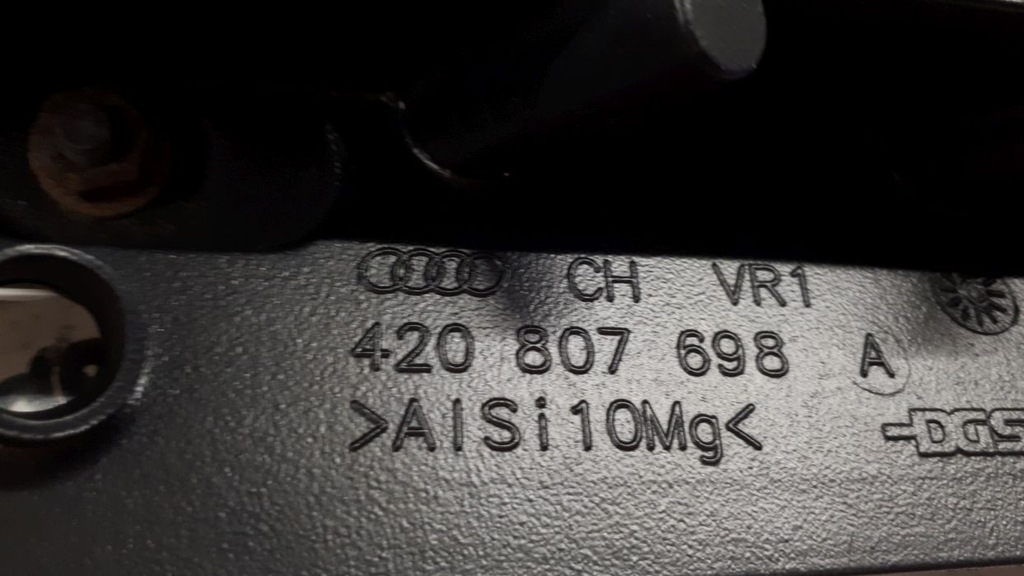 CH VR1
420 807 698 A
>AlSi10Mg<
DGS